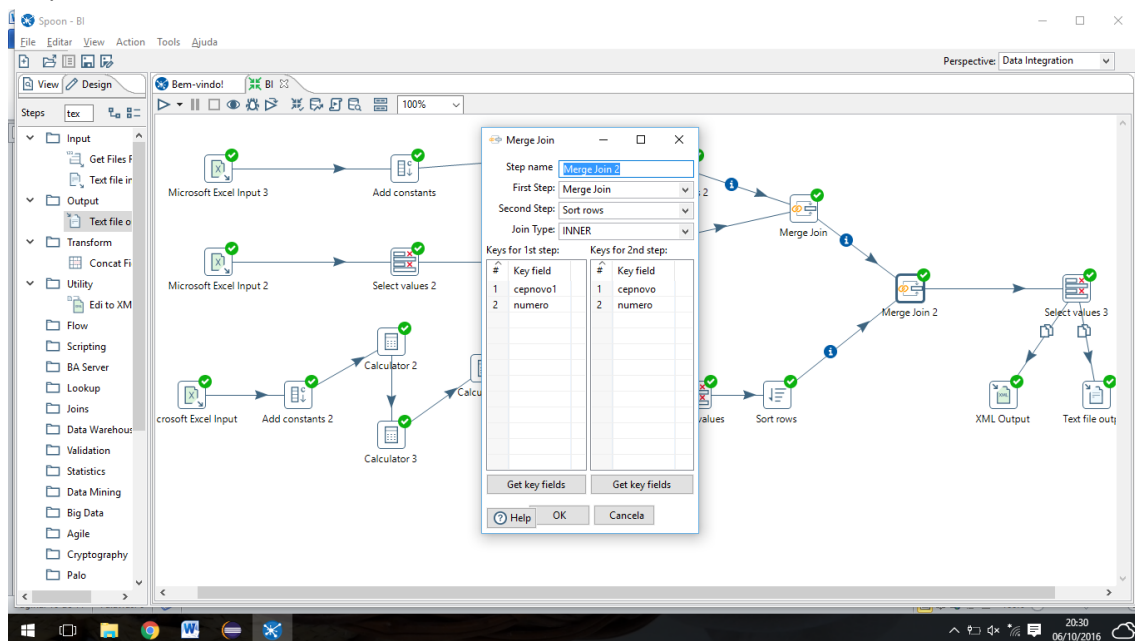 Spoon - BI
File Editar View Action Tools Ajuda
Perspective: Data Integration
View Design
Bem-vindo! BI
Steps tex
100%
Input
Get Files F
Text file in
Output
Text file o
Transform
Concat Fi
Utility
Edi to XM
Flow
Scripting
BA Server
Lookup
Joins
Data Warehous
Validation
Statistics
Data Mining
Big Data
Agile
Cryptography
Palo
Microsoft Excel Input 3
Add constants
s 2
Merge Join
Microsoft Excel Input 2
Select values 2
Merge Join 2
Select values 3
Calculator 2
Calcu
crosoft Excel Input
Add constants 2
Calculator 3
values
Sort rows
XML Output
Text file outp
Merge Join
Step name Merge Join 2
First Step: Merge Join
Second Step: Sort rows
Join Type: INNER
Keys for 1st step: Keys for 2nd step:
# Key field # Key field
1 cepnovo1 1 cepnovo
2 numero 2 numero
Get key fields Get key fields
Help OK Cancela
20:30
06/10/2016